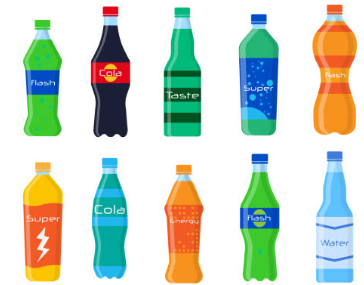 Flash
Cola
Taste
Super
Flash
Super
Cola
Energy
Flash
Water